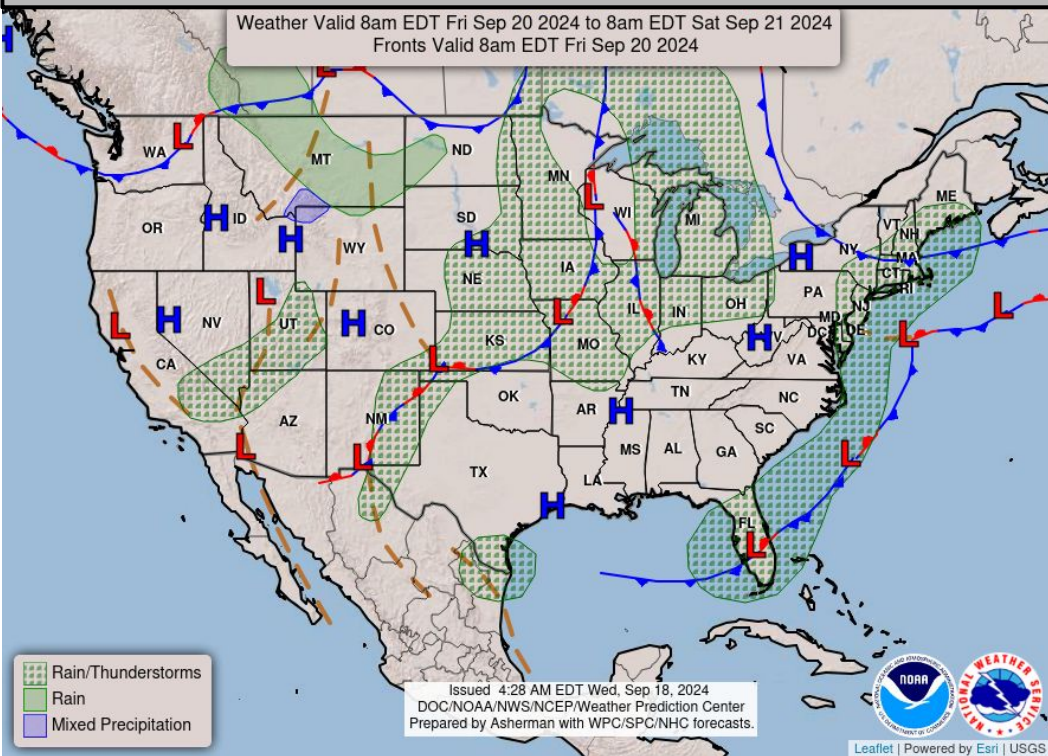 Weather Valid 8am EDT Fri Sep 20 2024 to 8am EDT Sat Sep 21 2024
Fronts Valid 8am EDT Fri Sep 20 2024
H
L
L
WA
MT
ND
MN
ME
OR
H
ID
H
WY
SD
H
L
WI
MI
VT
NH
NY
MA
H
CT
RI
L
NE
IA
L
IL
IN
OH
PA
NJ
MD
DE
DC
L
L
L
H
NV
UT
H
CO
L
KS
MO
KY
H
V
VA
CA
AZ
NM
OK
AR
H
TN
NC
SC
L
L
TX
MS
AL
GA
L
LA
H
FL
L
Rain/Thunderstorms
Rain
Mixed Precipitation
Issued 4:28 AM EDT Wed, Sep 18, 2024
DOC/NOAA/NWS/NCEP/Weather Prediction Center
Prepared by Asherman with WPC/SPC/NHC forecasts.
NOAA
NATIONAL WEATHER SERVICE
Leaflet | Powered by Esri | USGS